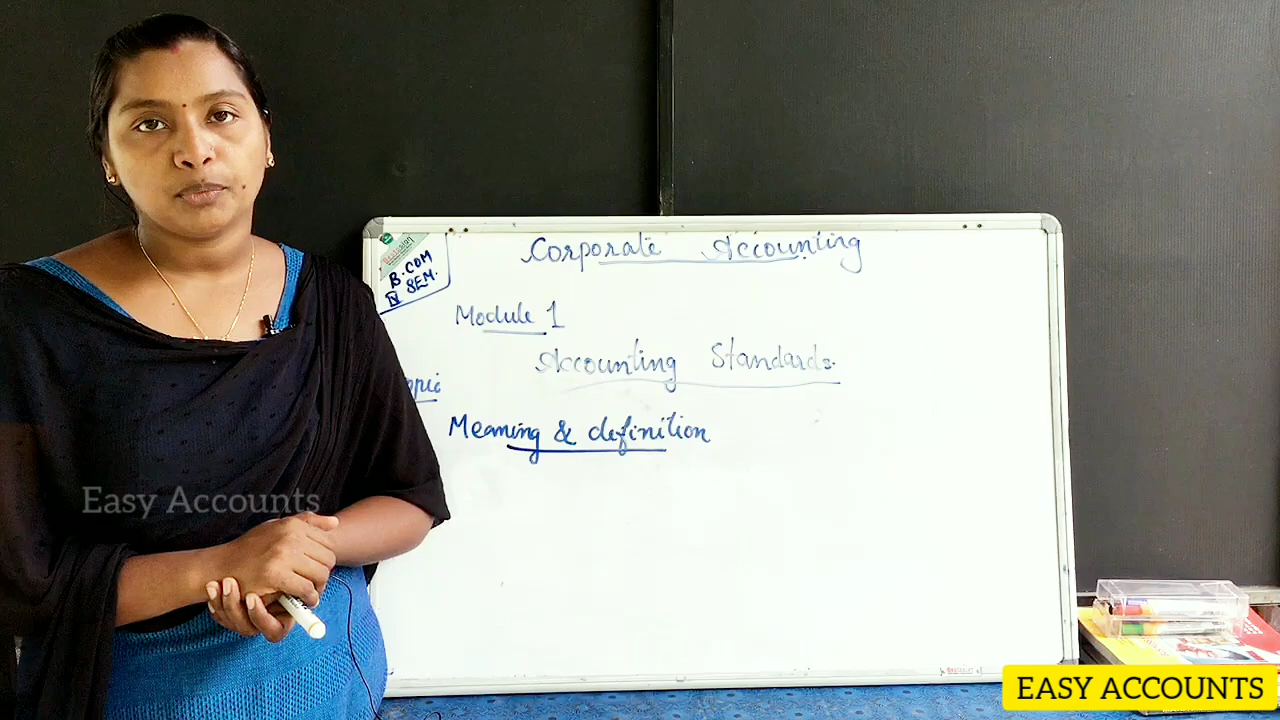 Corporate Accounting
B.COM
IV SEM.
Module 1
Accounting Standards.
Meaning & definition
Easy Accounts
EASY ACCOUNTS